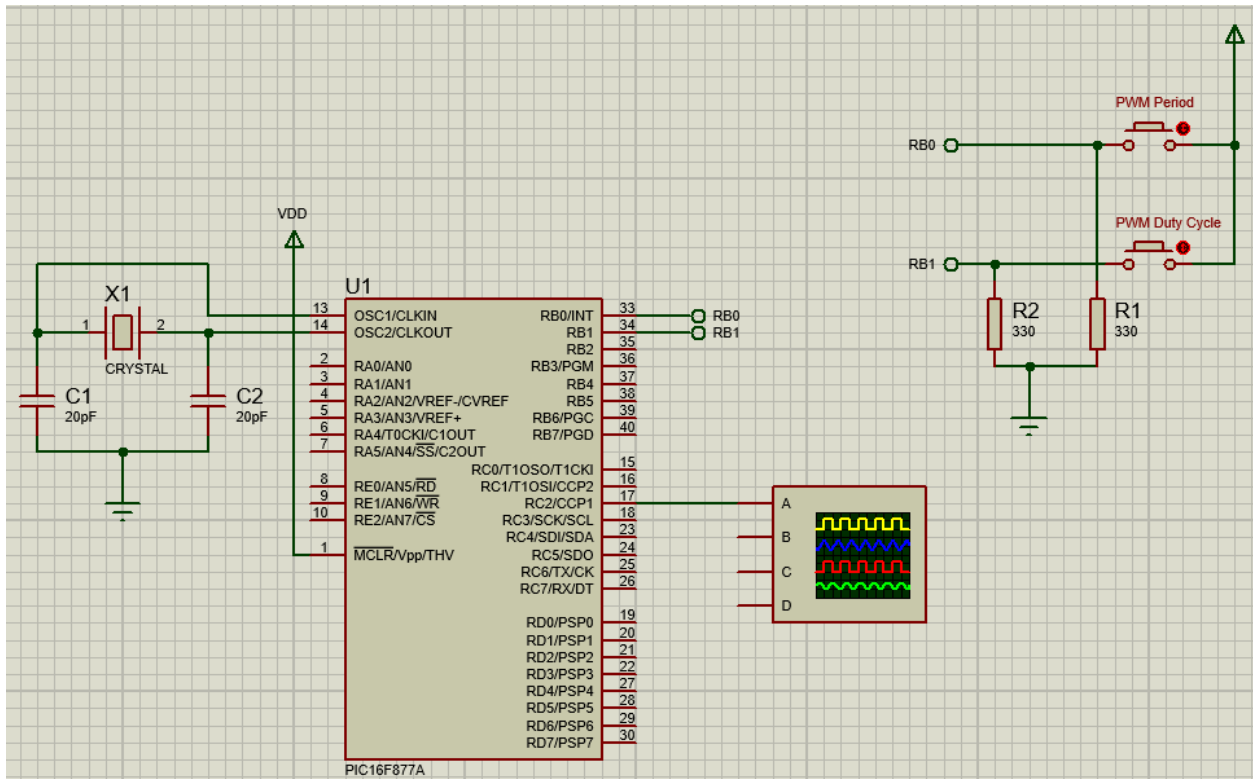 PWM Period
RB0
VDD
PWM Duty Cycle
RB1
U1
X1
1
2
CRYSTAL
C1
20pF
C2
20pF
R2
330
R1
330
13 OSC1/CLKIN
14 OSC2/CLKOUT
2 RA0/AN0
3 RA1/AN1
4 RA2/AN2/VREF-/CVREF
5 RA3/AN3/VREF+
6 RA4/T0CKI/C1OUT
7 RA5/AN4/SS/C2OUT
8 RE0/AN5/RD
9 RE1/AN6/WR
10 RE2/AN7/CS
1 MCLR/Vpp/THV
RB0/INT 33 RB0
RB1 34 RB1
RB2 35
RB3/PGM 36
RB4 37
RB5 38
RB6/PGC 39
RB7/PGD 40
RC0/T1OSO/T1CKI 15
RC1/T1OSI/CCP2 16
RC2/CCP1 17
RC3/SCK/SCL 18
RC4/SDI/SDA 23
RC5/SDO 24
RC6/TX/CK 25
RC7/RX/DT 26
RD0/PSP0 19
RD1/PSP1 20
RD2/PSP2 21
RD3/PSP3 22
RD4/PSP4 27
RD5/PSP5 28
RD6/PSP6 29
RD7/PSP7 30
A
B
C
D
PIC16F877A